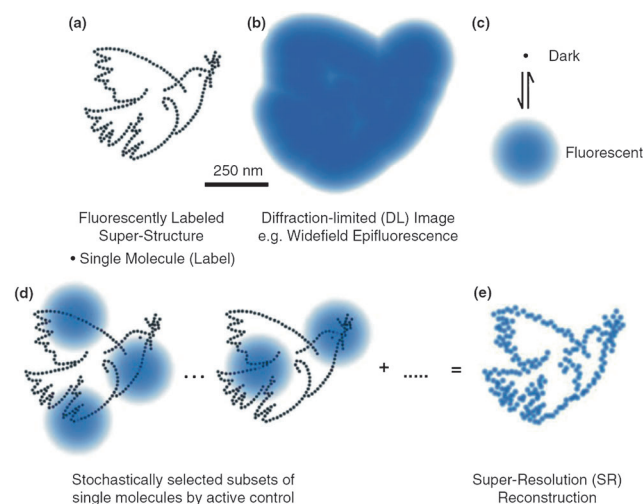 (a)
(b)
(c)
Dark
Fluorescent
250 nm
Fluorescently Labeled
Super-Structure
• Single Molecule (Label)
Diffraction-limited (DL) Image
e.g. Widefield Epifluorescence
(d)
(e)
... + ..... =
Stochastically selected subsets of
single molecules by active control
Super-Resolution (SR)
Reconstruction